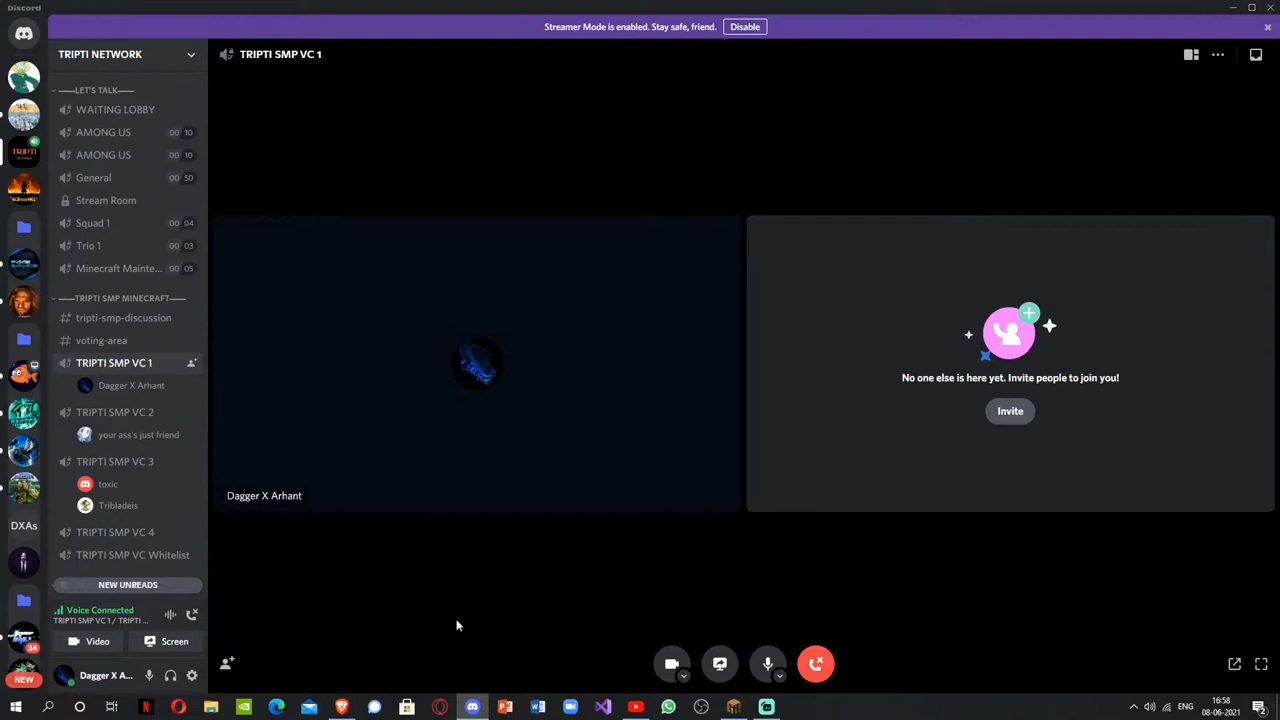 Discord
Streamer Mode is enabled. Stay safe, friend. Disable
TRIPTI NETWORK
TRIPTI SMP VC 1
——LET'S TALK——
WAITING LOBBY
AMONG US 00 10
AMONG US 00 10
General 00 50
Stream Room
Squad 1 00 04
Trio 1 00 03
Minecraft Mainte... 00 05
——TRIPTI SMP MINECRAFT——
tripti-smp-discussion
voting-area
TRIPTI SMP VC 1
Dagger X Arhant
TRIPTI SMP VC 2
your ass's just friend
TRIPTI SMP VC 3
toxic
Tribladeis
TRIPTI SMP VC 4
TRIPTI SMP VC Whitelist
NEW UNREADS
Voice Connected
TRIPTI SMP VC 1 / TRIPTI ...
Video Screen
Dagger X A...
TRIPTI
DXAs
34
NEW
Dagger X Arhant
No one else is here yet. Invite people to join you!
Invite
ENG
16:58
08-06-2021
2